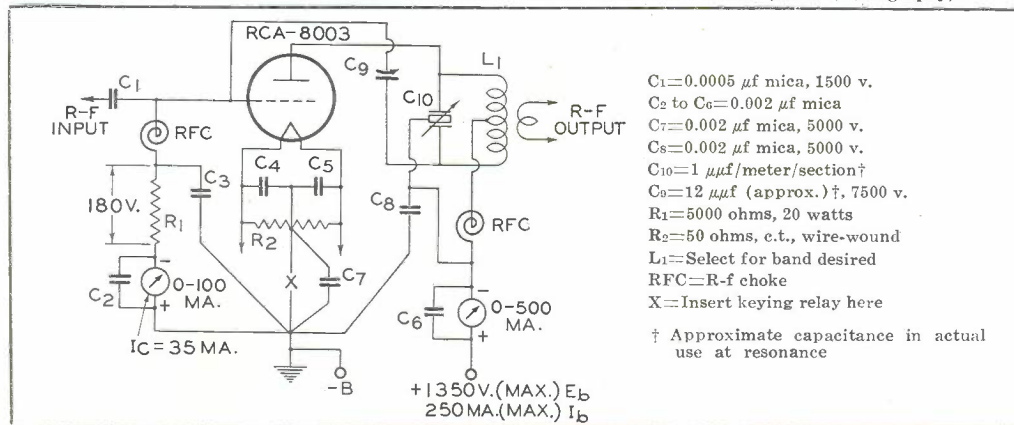 RCA-8003
C1
R-F
INPUT
RFC
180V.
R1
C3
C2
0-100
MA.
IC = 35 MA.
C4
C5
R2
X
C7
-B
C9
C10
L1
R-F
OUTPUT
C8
RFC
C6
0-500
MA.
+1350V.(MAX.) Eb
250MA.(MAX.) Ib
C1=0.0005 μf mica, 1500 v.
C2 to C6=0.002 μf mica
C7=0.002 μf mica, 5000 v.
C8=0.002 μf mica, 5000 v.
C10=1 μμf/meter/section†
C9=12 μμf (approx.)†, 7500 v.
R1=5000 ohms, 20 watts
R2=50 ohms, c.t., wire-wound
L1=Select for band desired
RFC=R-f choke
X=Insert keying relay here
† Approximate capacitance in actual
use at resonance